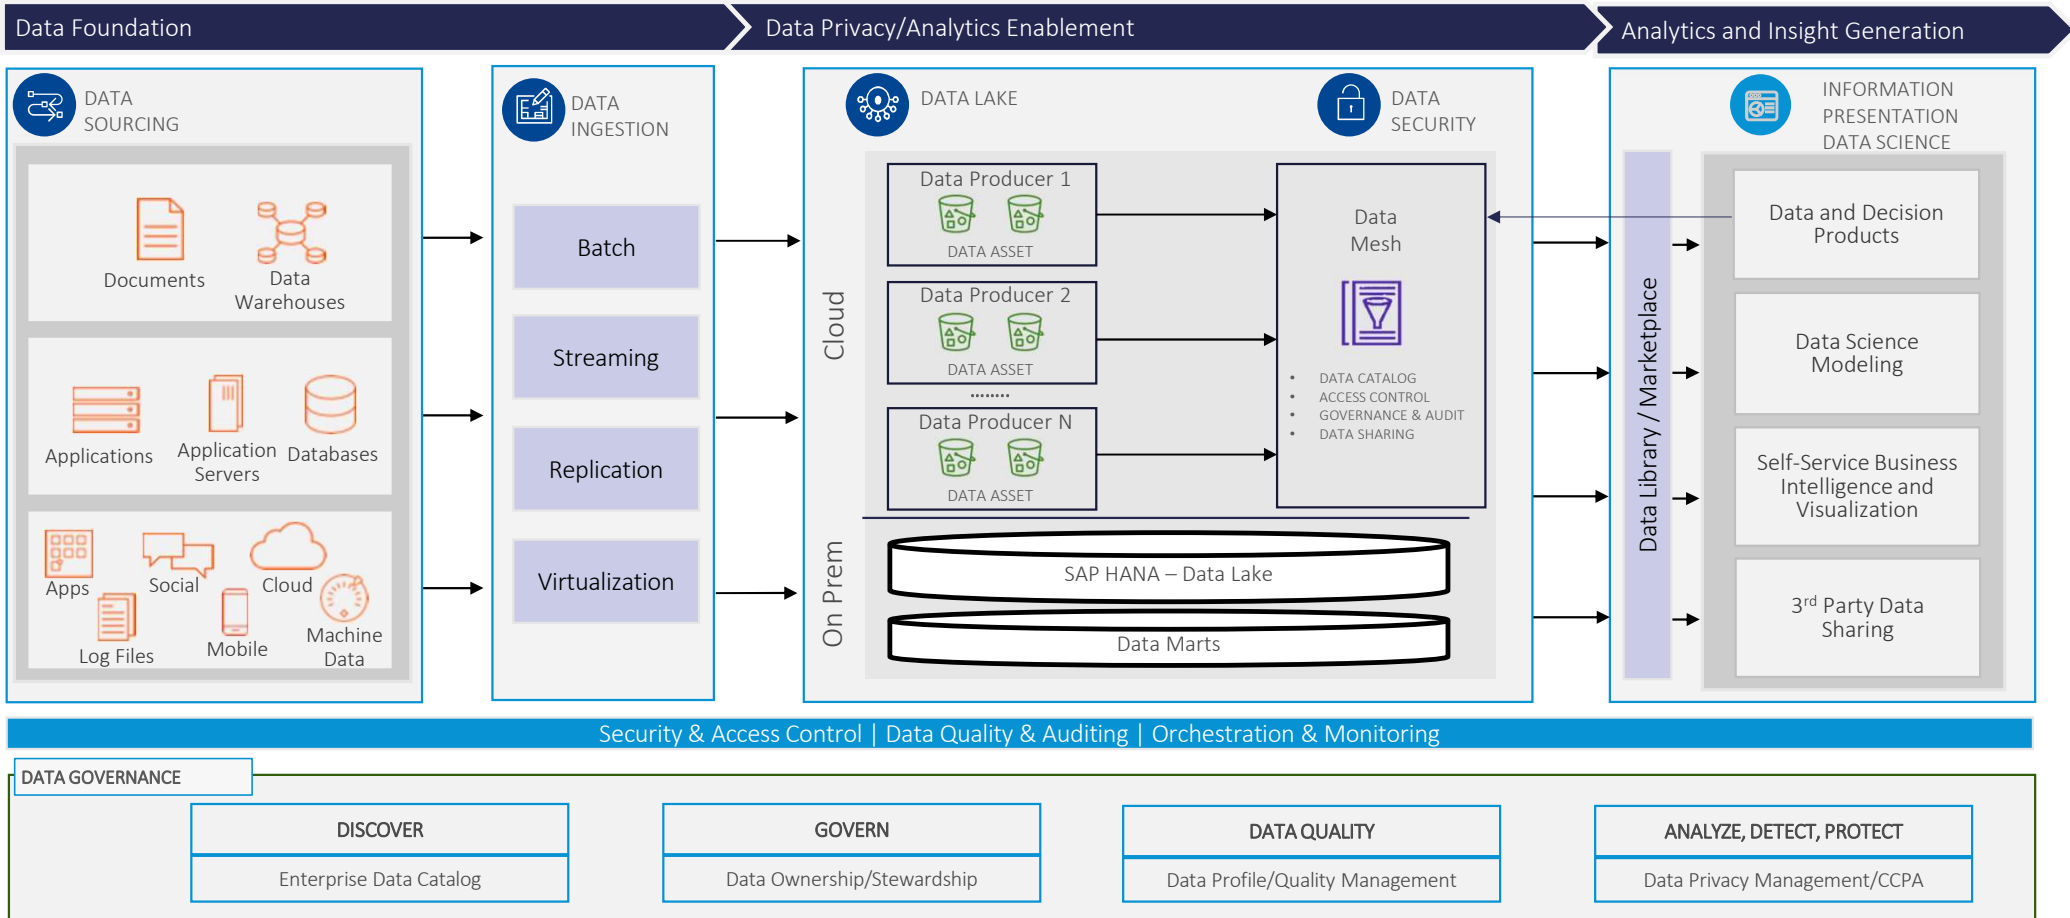 Data Foundation
Data Privacy/Analytics Enablement
Analytics and Insight Generation
DATA
SOURCING
Documents
Data
Warehouses
Applications
Application
Servers
Databases
Apps
Social
Cloud
Log Files
Mobile
Machine
Data
DATA
INGESTION
Batch
Streaming
Replication
Virtualization
DATA LAKE
DATA
SECURITY
Cloud
Data Producer 1
DATA ASSET
Data Producer 2
DATA ASSET
........
Data Producer N
DATA ASSET
Data
Mesh
• DATA CATALOG
• ACCESS CONTROL
• GOVERNANCE & AUDIT
• DATA SHARING
On Prem
SAP HANA – Data Lake
Data Marts
INFORMATION
PRESENTATION
DATA SCIENCE
Data Library / Marketplace
Data and Decision
Products
Data Science
Modeling
Self-Service Business
Intelligence and
Visualization
3rd Party Data
Sharing
Security & Access Control | Data Quality & Auditing | Orchestration & Monitoring
DATA GOVERNANCE
DISCOVER
Enterprise Data Catalog
GOVERN
Data Ownership/Stewardship
DATA QUALITY
Data Profile/Quality Management
ANALYZE, DETECT, PROTECT
Data Privacy Management/CCPA